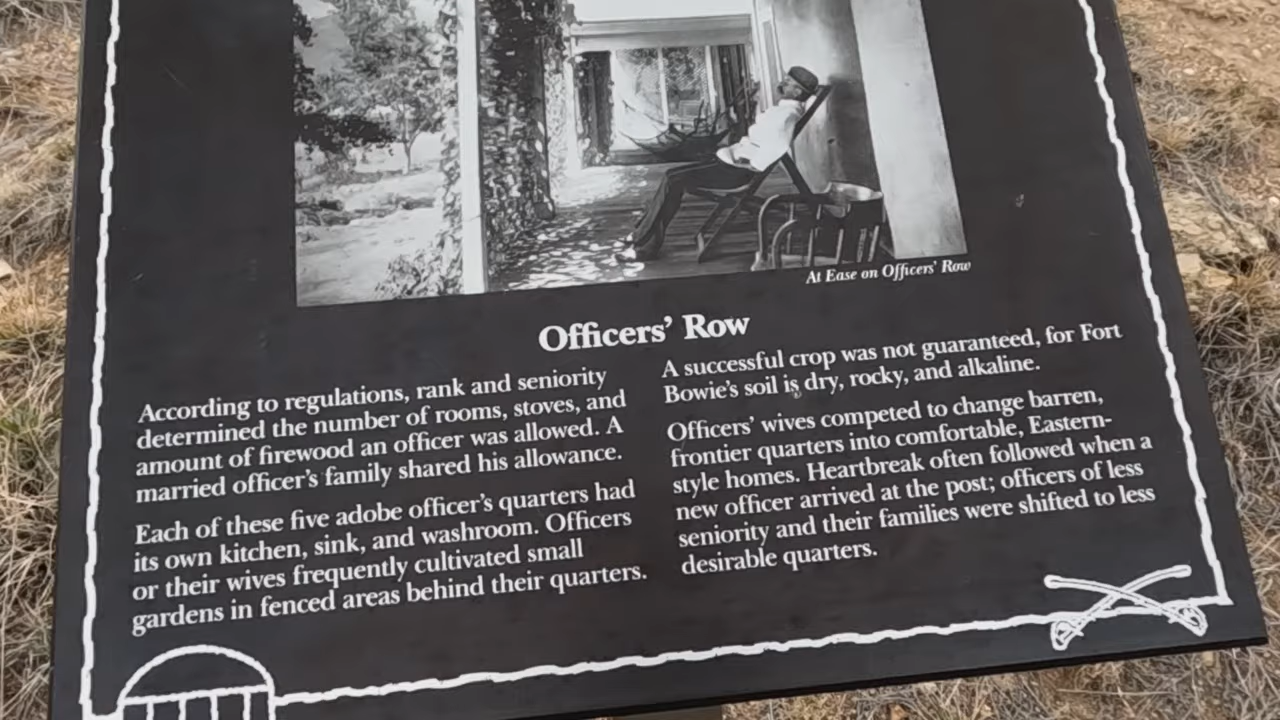 At Ease on Officers' Row
Officers' Row
According to regulations, rank and seniority
determined the number of rooms, stoves, and
amount of firewood an officer was allowed. A
married officer's family shared his allowance.
Each of these five adobe officer's quarters had
its own kitchen, sink, and washroom. Officers
or their wives frequently cultivated small
gardens in fenced areas behind their quarters.
A successful crop was not guaranteed, for Fort
Bowie's soil is dry, rocky, and alkaline.
Officers' wives competed to change barren,
frontier quarters into comfortable, Eastern-
style homes. Heartbreak often followed when a
new officer arrived at the post; officers of less
seniority and their families were shifted to less
desirable quarters.